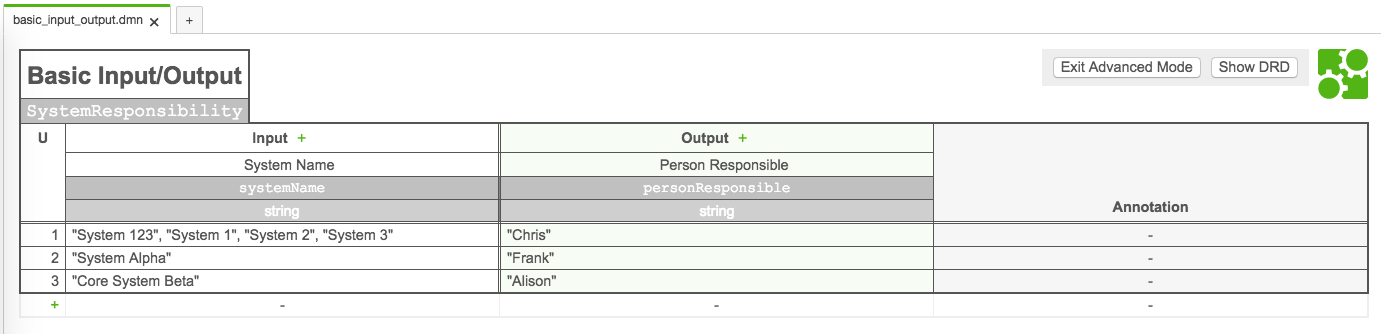 basic_input_output.dmn ×
+
Basic Input/Output
SystemResponsibility
Exit Advanced Mode Show DRD
U Input + Output +
System Name Person Responsible
systemName personResponsible
string string Annotation
1 "System 123", "System 1", "System 2", "System 3" "Chris" -
2 "System Alpha" "Frank" -
3 "Core System Beta" "Alison" -
+ - - -